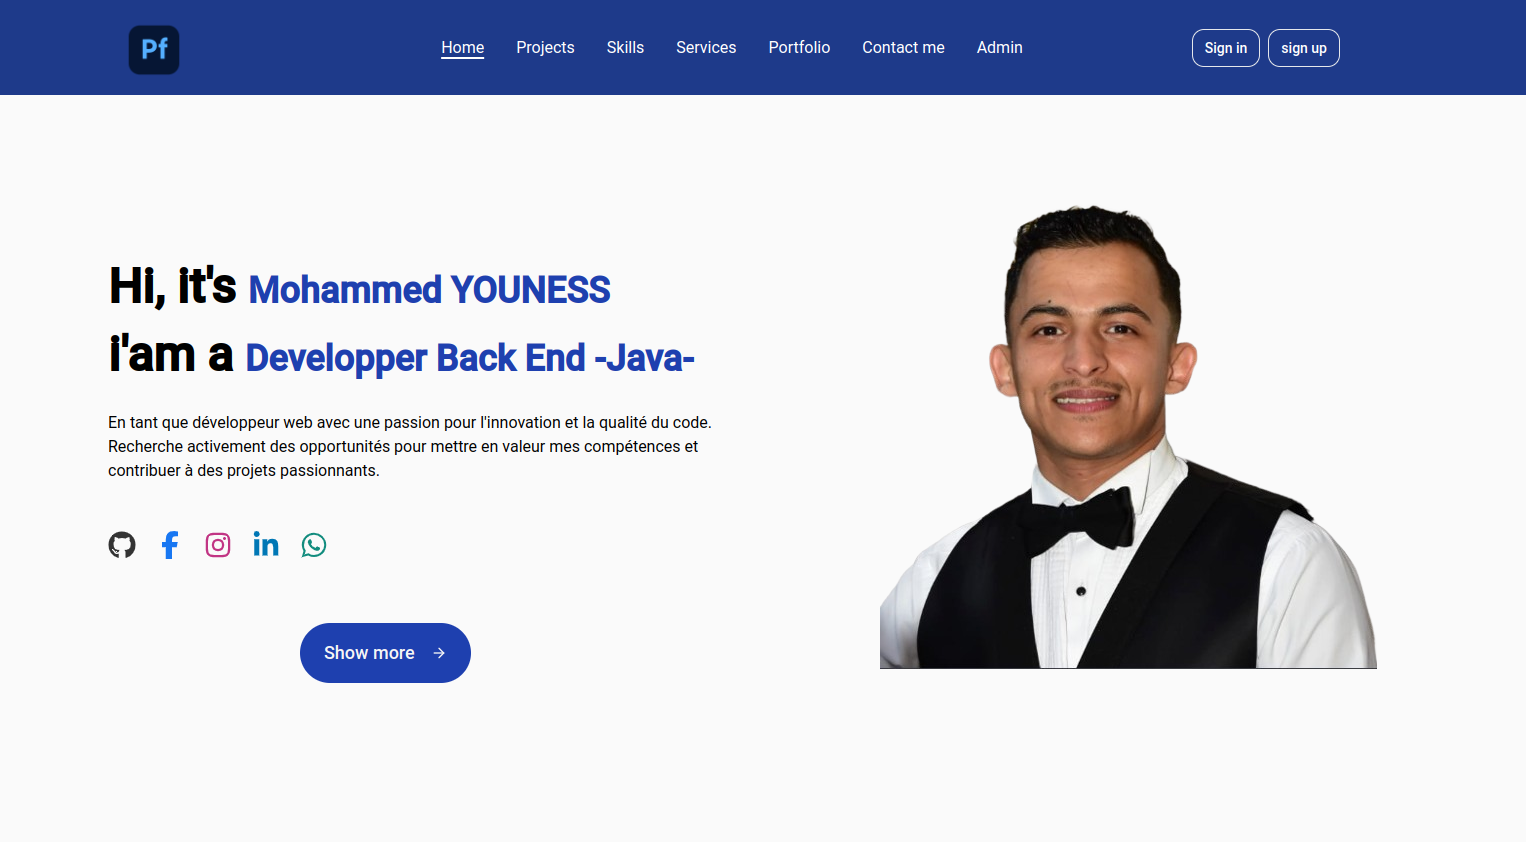 Pf
Home Projects Skills Services Portfolio Contact me Admin
Sign in sign up
Hi, it's Mohammed YOUNESS
i'am a Developper Back End -Java-
En tant que développeur web avec une passion pour l'innovation et la qualité du code.
Recherche activement des opportunités pour mettre en valeur mes compétences et
contribuer à des projets passionnants.
in
Show more